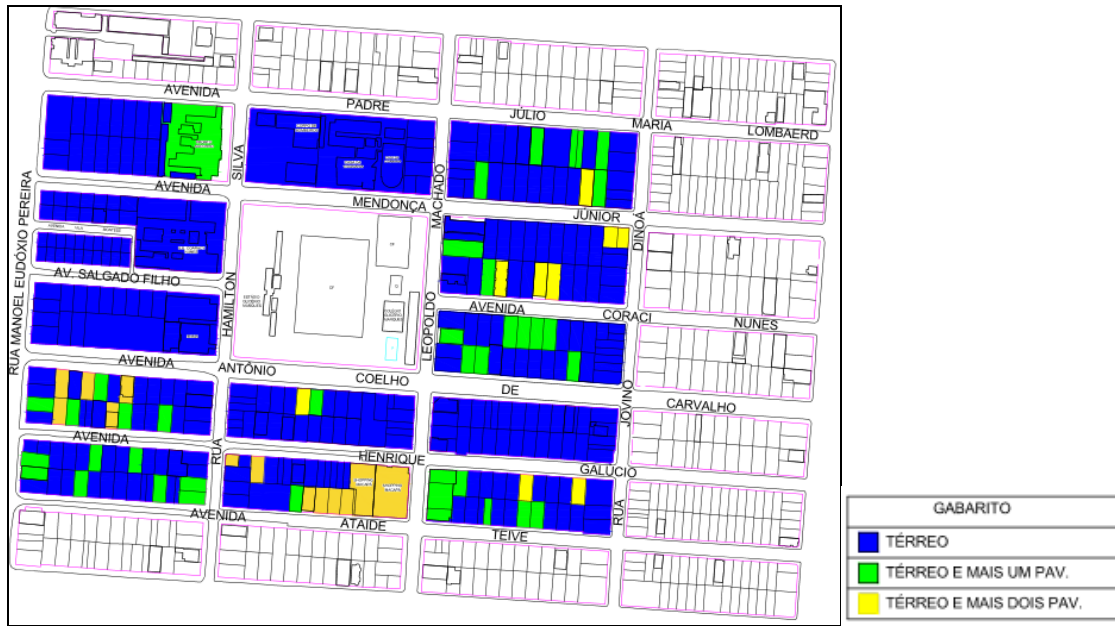 AVENIDA
PADRE
JÚLIO
MARIA
LOMBAERD
RUA MANOEL EUDÓXIO PEREIRA
AVENIDA
SILVA
MENDONÇA
MACHADO
JÚNIOR
DINOÁ
AV. SALGADO FILHO
HAMILTON
LEOPOLDO
AVENIDA
CORACI
NUNES
AVENIDA
ANTÔNIO
COELHO
DE
CARVALHO
JOVINO
AVENIDA
RUA
HENRIQUE
GALÚCIO
AVENIDA
ATAIDE
TEIVE
RUA
GABARITO
TÉRREO
TÉRREO E MAIS UM PAV.
TÉRREO E MAIS DOIS PAV.